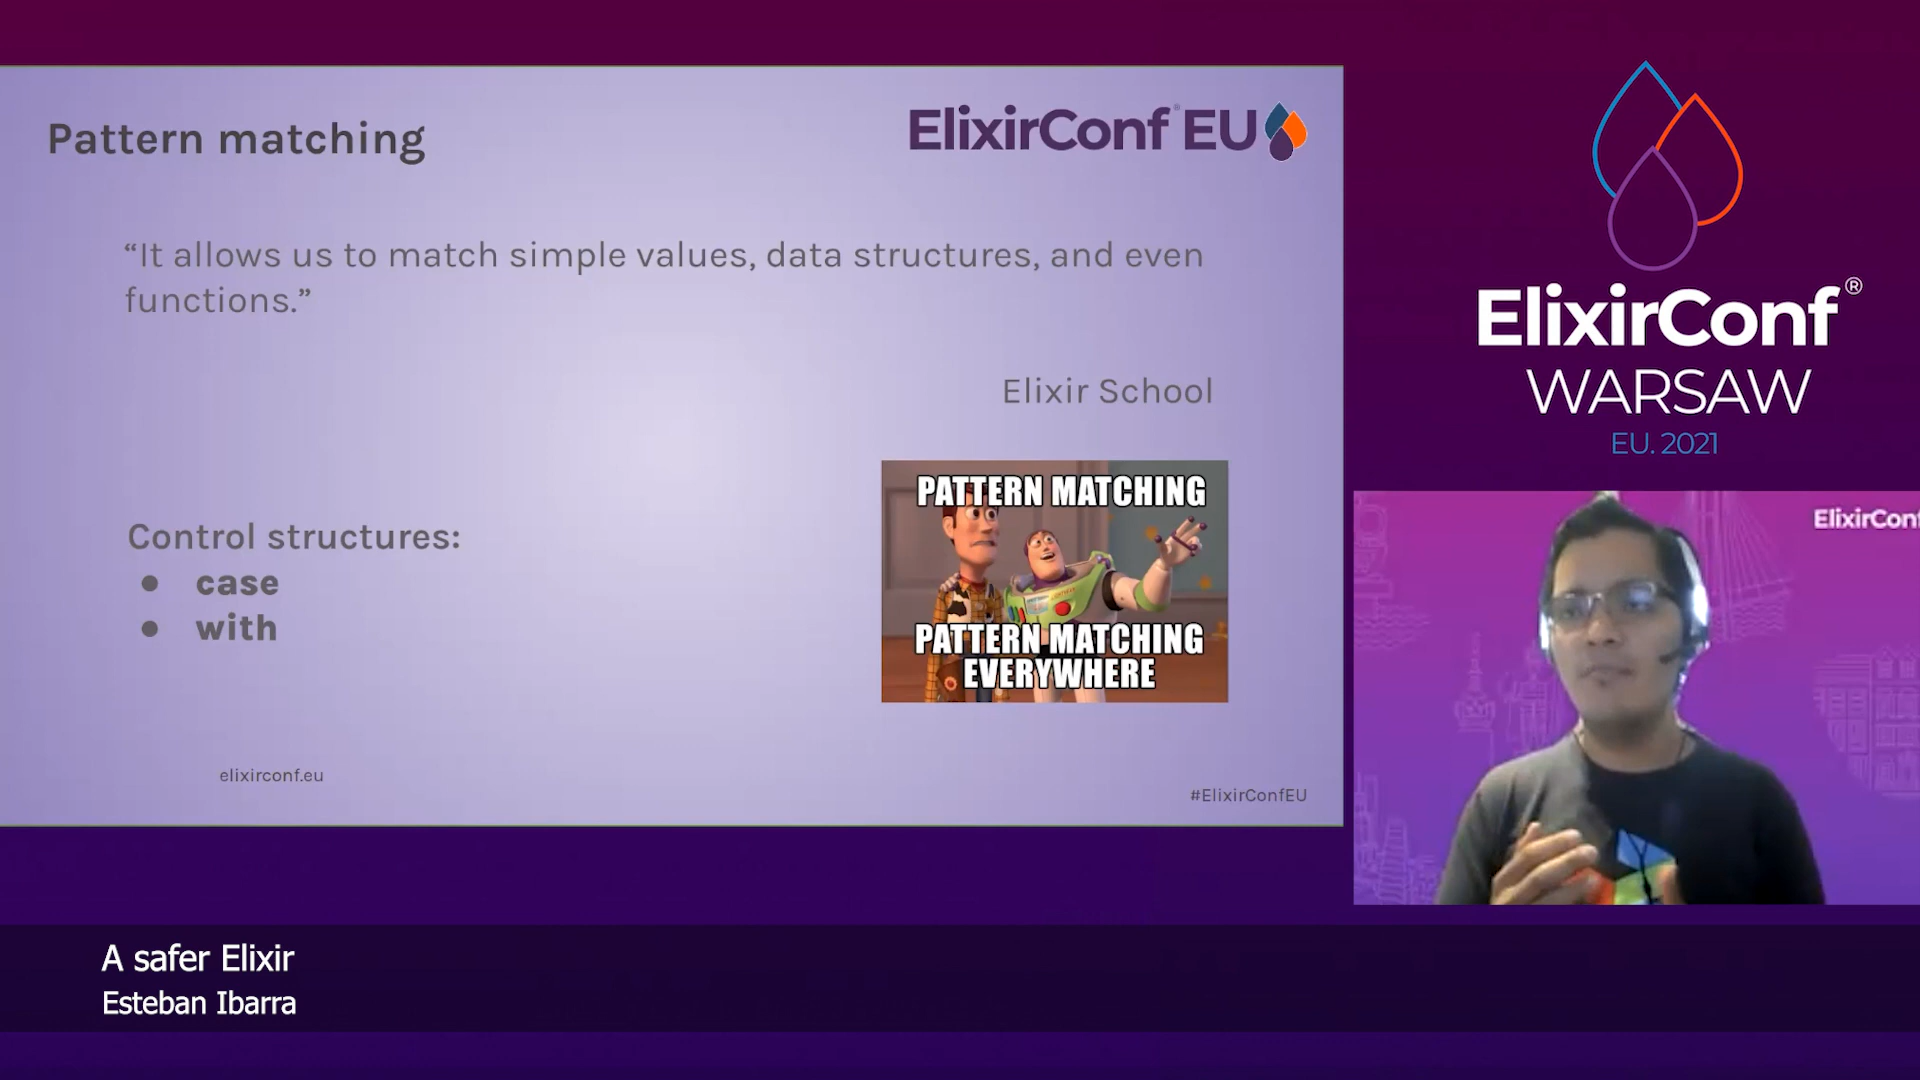 Pattern matching
ElixirConf EU
“It allows us to match simple values, data structures, and even
functions.”
Elixir School
Control structures:
● case
● with
PATTERN MATCHING
PATTERN MATCHING
EVERYWHERE
elixirconf.eu
#ElixirConfEU
ElixirConf®
WARSAW
EU. 2021
ElixirConf
A safer Elixir
Esteban Ibarra